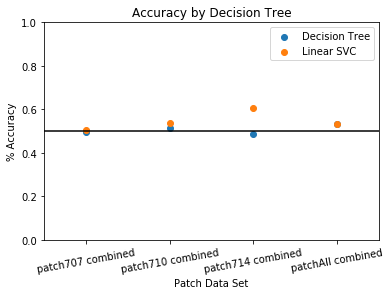 Accuracy by Decision Tree
Decision Tree
Linear SVC
% Accuracy
1.0
0.8
0.6
0.4
0.2
0.0
patch707 combined
patch710 combined
patch714 combined
patchAll combined
Patch Data Set